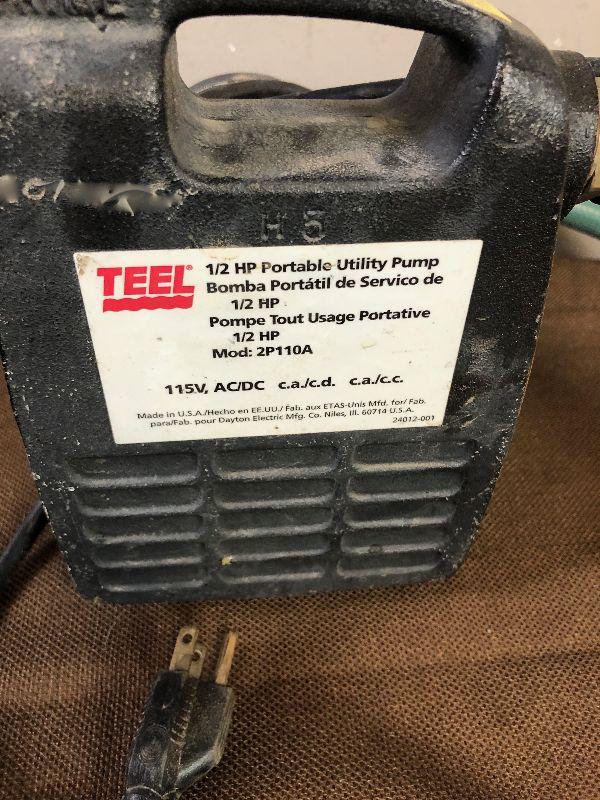 H 5
TEEL®
1/2 HP Portable Utility Pump
Bomba Portátil de Servico de
1/2 HP
Pompe Tout Usage Portative
1/2 HP
Mod: 2P110A
115V, AC/DC c.a./c.d. c.a./c.c.
Made in U.S.A./Hecho en EE.UU./ Fab. aux ETAS-Unis Mfd. for/ Fab.
para/Fab. pour Dayton Electric Mfg. Co. Niles, Ill. 60714 U.S.A.
24012-001